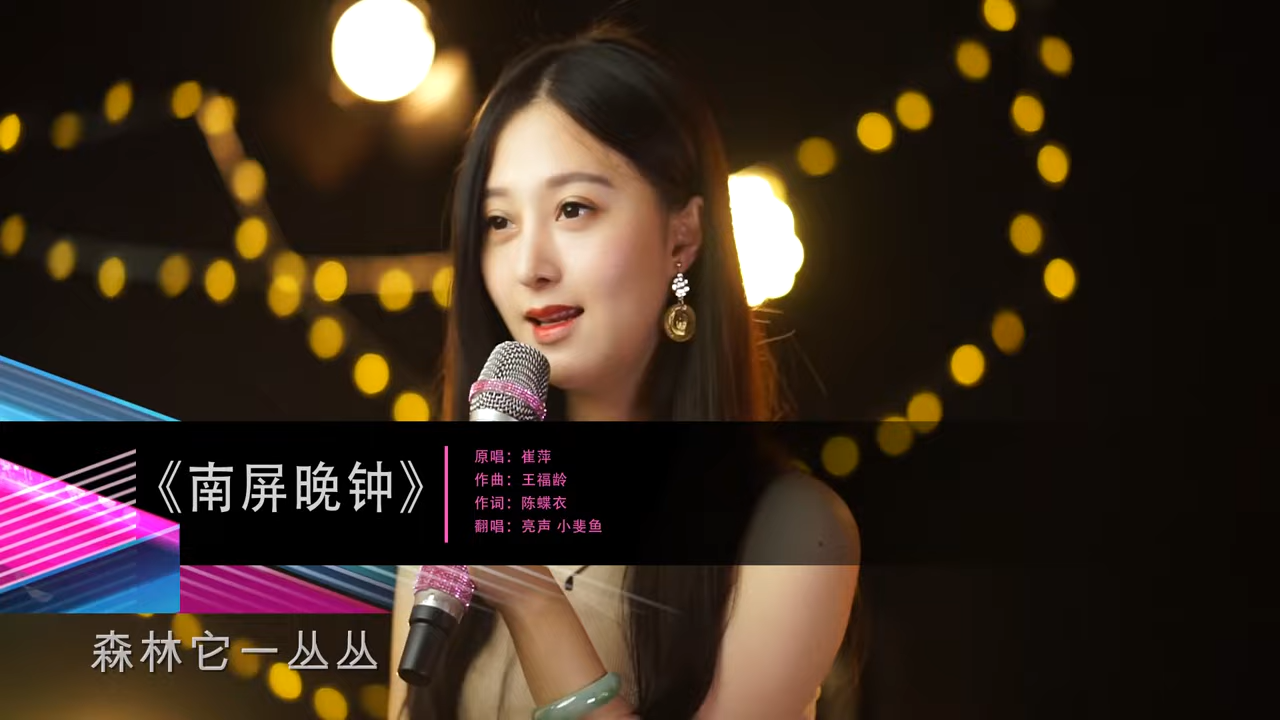 《南屏晚钟》
原唱：崔萍
作曲：王福龄
作词：陈蝶衣
翻唱：亮声 小斐鱼
森林它一丛丛